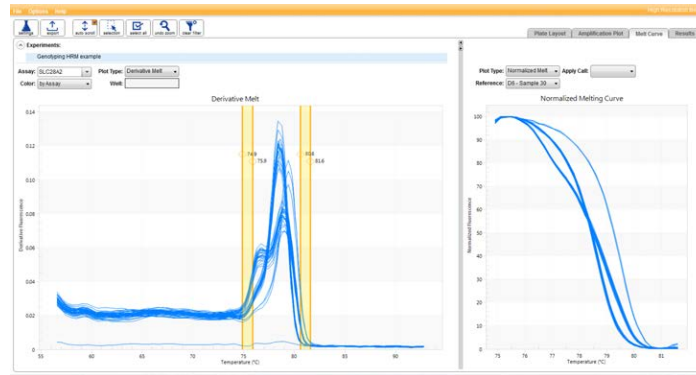 File Options Help
settings export auto scroll selection select all undo zoom clear filter
Plate Layout Amplification Plot Melt Curve Results
Experiments:
Genotyping HRM example
Assay: SLC28A2 Plot Type: Derivative Melt
Color: by Assay Well:
Plot Type: Normalized Melt Apply Call:
Reference: D5 - Sample 30
Derivative Melt
0.14
0.12
0.10
0.08
0.06
0.04
0.02
0
Derivative Fluorescence
74.9
75.9
81.6
55 60 65 70 75 80 85 90
Temperature (°C)
Normalized Melting Curve
100
90
80
70
60
50
40
30
20
10
0
Normalized Fluorescence
75 76 77 78 79 80 81
Temperature (°C)